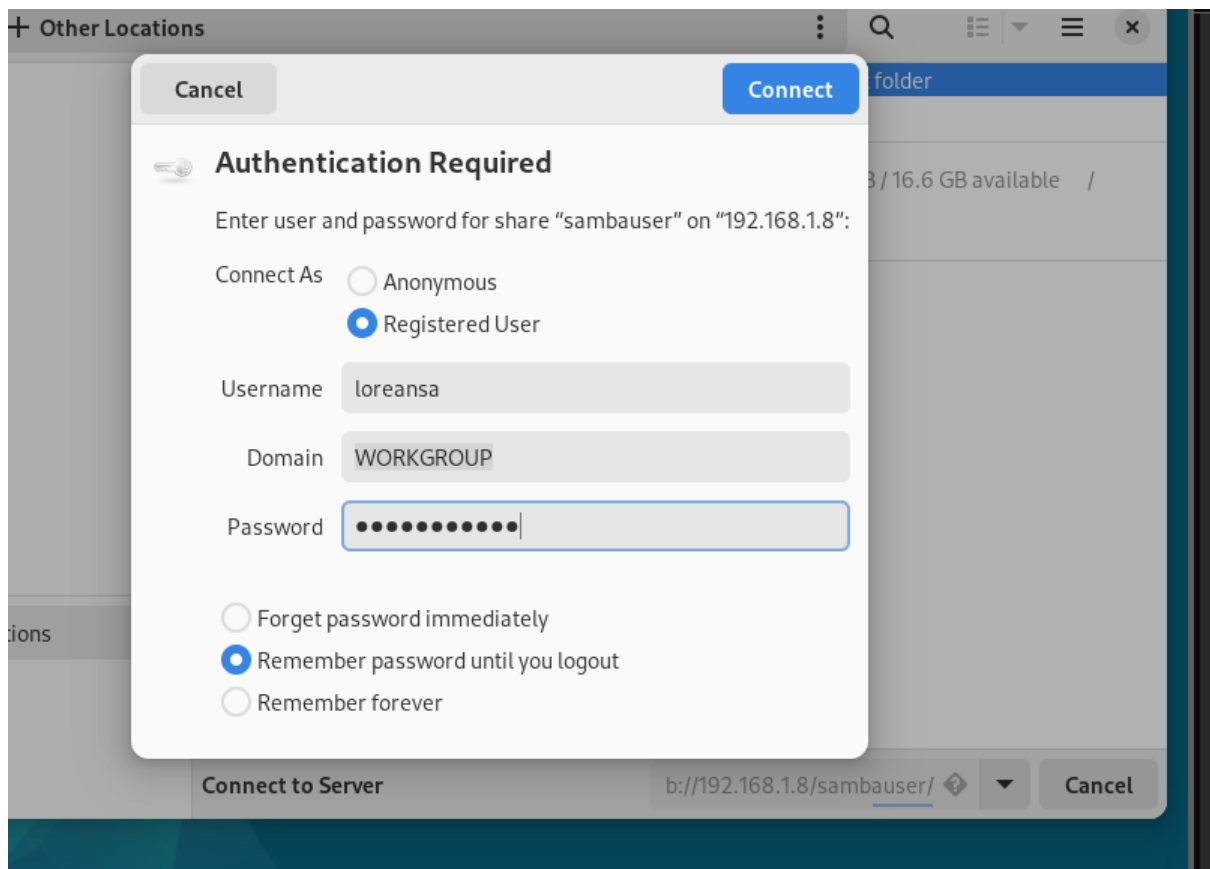 Other Locations
Cancel
Connect
folder
Authentication Required
/ 16.6 GB available /
Enter user and password for share “sambauser” on “192.168.1.8”:
Connect As
Anonymous
Registered User
Username
loreansa
Domain
WORKGROUP
Password
Forget password immediately
tions
Remember password until you logout
Remember forever
Connect to Server
b://192.168.1.8/sambauser/
Cancel